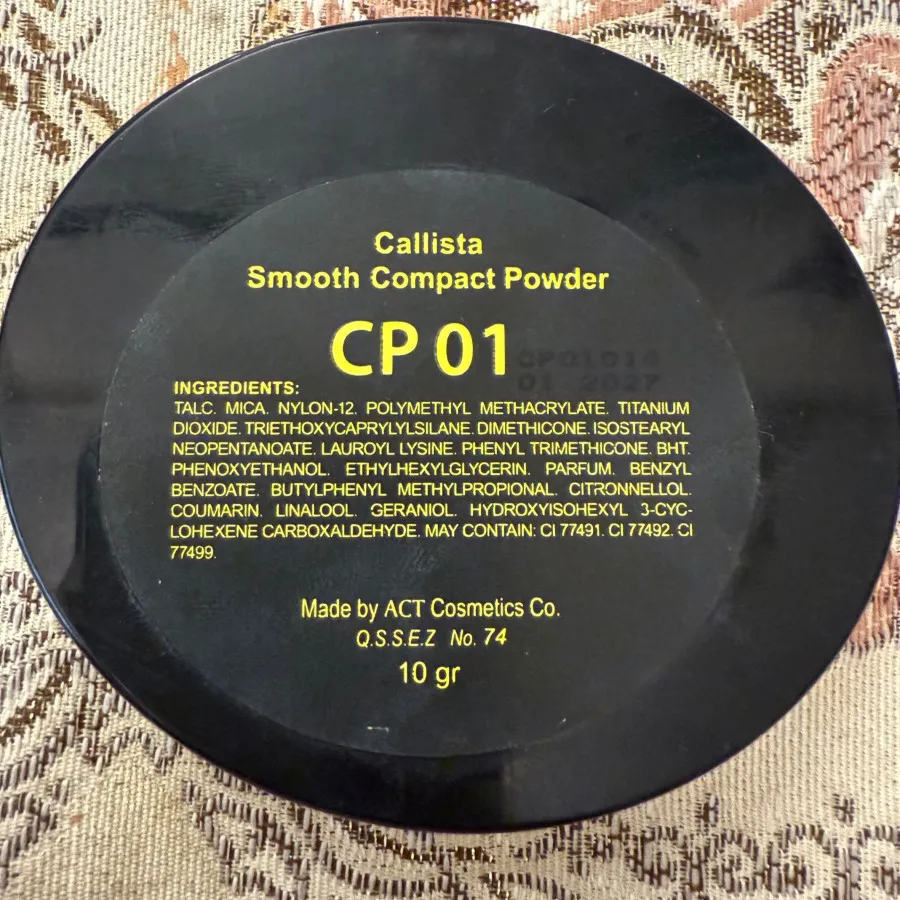 Callista
Smooth Compact Powder
CP 01
CP01014
01 2027
INGREDIENTS:
TALC. MICA. NYLON-12. POLYMETHYL METHACRYLATE. TITANIUM
DIOXIDE. TRIETHOXYCAPRYLYLSILANE. DIMETHICONE. ISOSTEARYL
NEOPENTANOATE. LAUROYL LYSINE. PHENYL TRIMETHICONE. BHT.
PHENOXYETHANOL. ETHYLHEXYLGLYCERIN. PARFUM. BENZYL
BENZOATE. BUTYLPHENYL METHYLPROPIONAL. CITRONNELLOL.
COUMARIN. LINALOOL. GERANIOL. HYDROXYISOHEXYL 3-CYC-
LOHEXENE CARBOXALDEHYDE. MAY CONTAIN: CI 77491. CI 77492. CI
77499.
Made by ACT Cosmetics Co.
Q.S.S.E.Z No. 74
10 gr